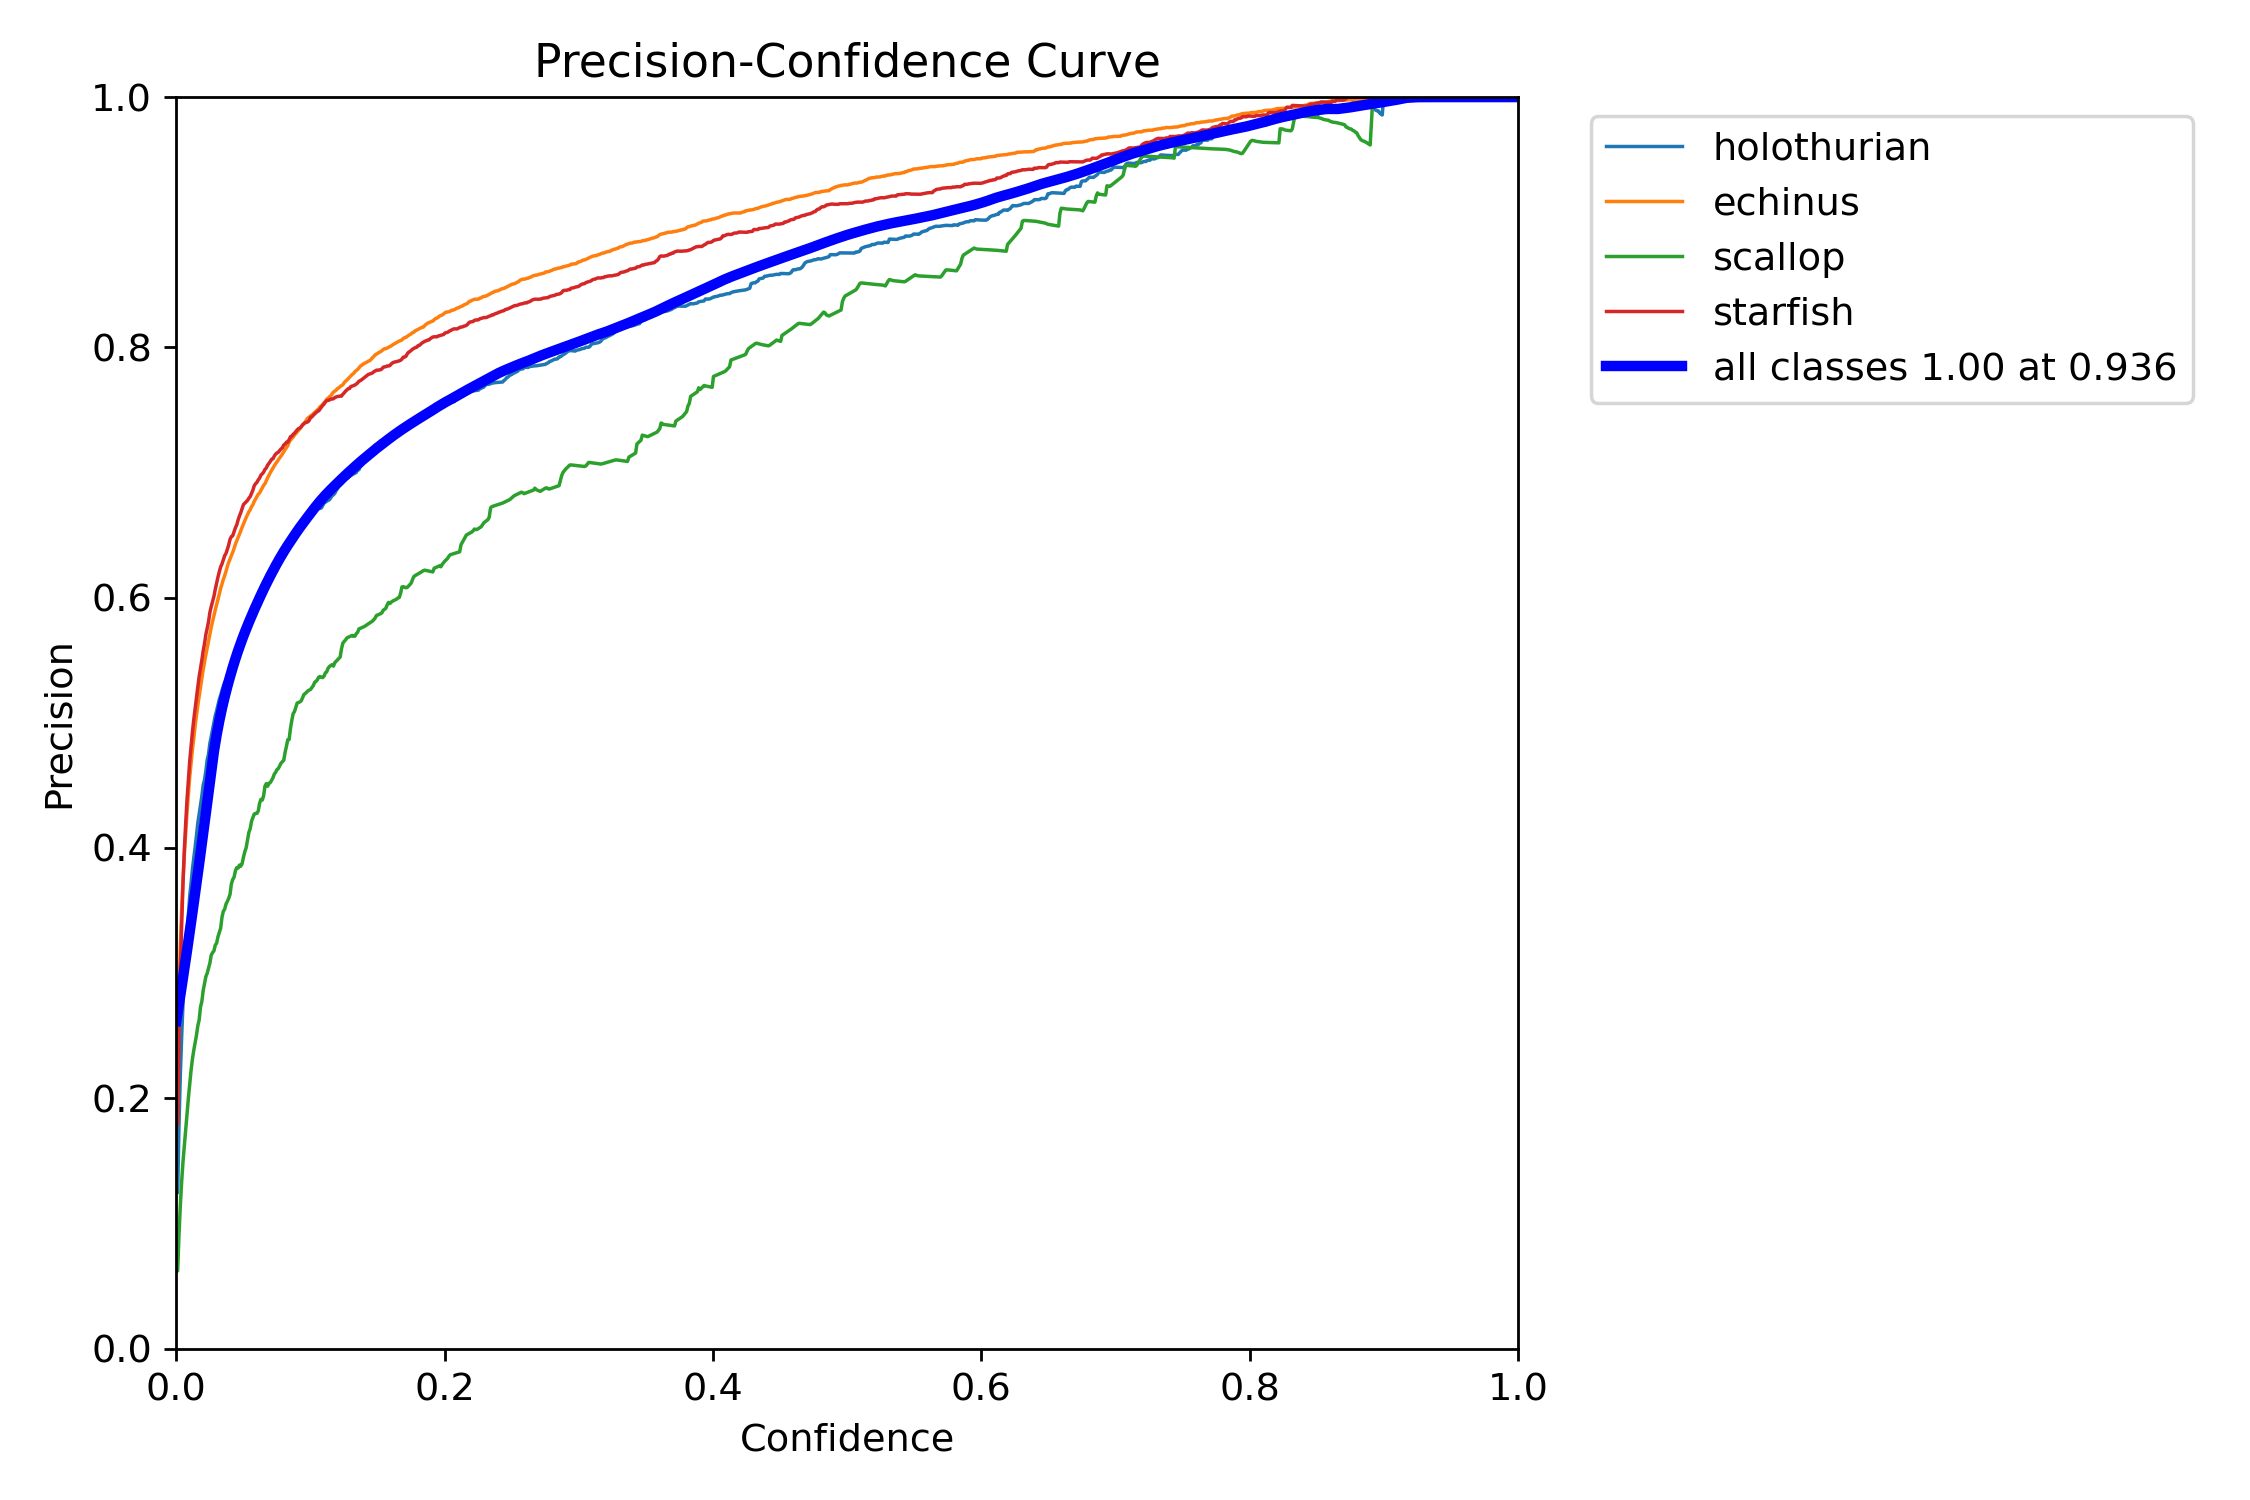 Precision-Confidence Curve
1.0
0.8
0.6
0.4
0.2
0.0
Precision
0.0 0.2 0.4 0.6 0.8 1.0
Confidence
holothurian
echinus
scallop
starfish
all classes 1.00 at 0.936